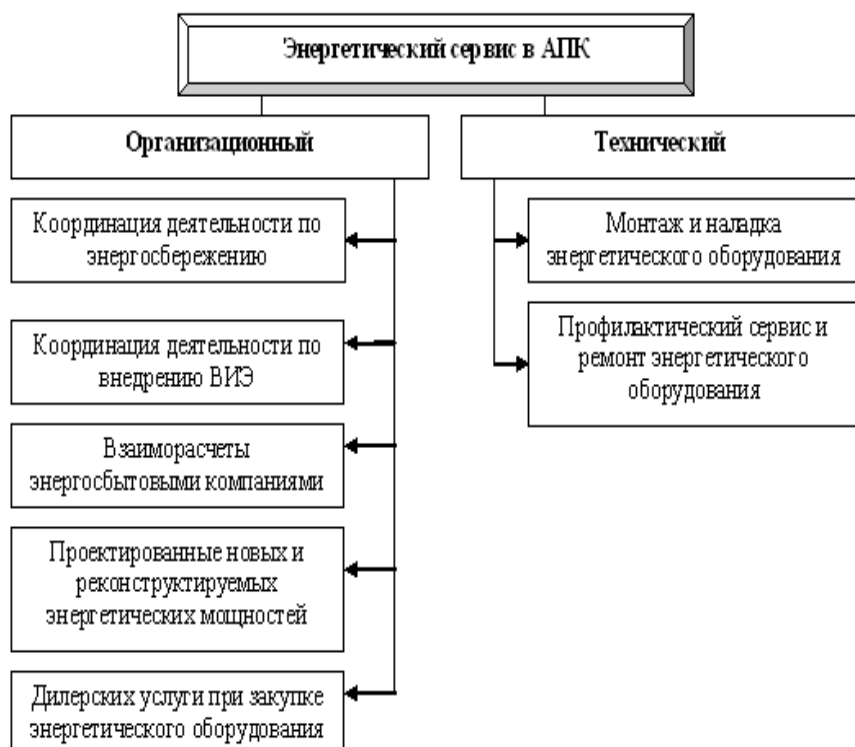 Энергетический сервис в АПК
Организационный
Технический
Координация деятельности по
энергосбережению
Координация деятельности по
внедрению ВИЭ
Взаиморасчеты
энергосбытовыми компаниями
Проектированные новых и
реконструктируемых
энергетических мощностей
Дилерских услуги при закупке
энергетического оборудования
Монтаж и наладка
энергетического оборудования
Профилактический сервис и
ремонт энергетического
оборудования